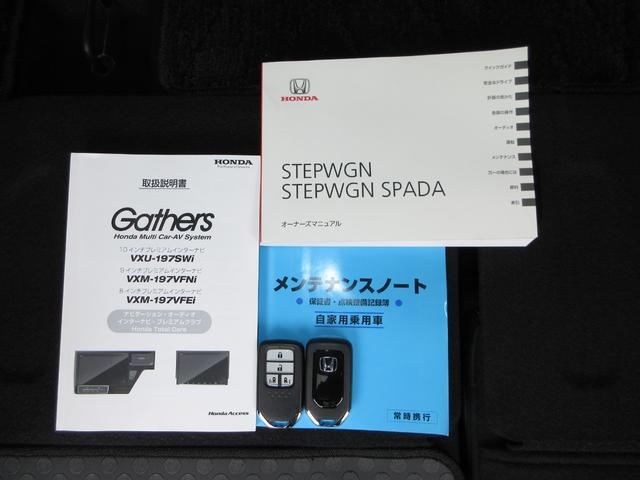 HONDA
STEPWGN
STEPWGN SPADA
オーナーズマニュアル
クイックガイド
安全なドライブ
計器の見かた
各部の操作
オーディオ
運転
メンテナンス
万一の場合には
資料
索引
HONDA
The Power of Dreams
取扱説明書
Gathers
Honda Multi Car-AV System
10インチプレミアムインターナビ
VXU-197SWi
9インチプレミアムインターナビ
VXM-197VFNi
8インチプレミアムインターナビ
VXM-197VFEi
ナビゲーション・オーディオ
インターナビ・プレミアムクラブ
Honda Total Care
Honda Access
メンテナンスノート
保証書・点検整備記録簿
自家用乗用車
常時携行